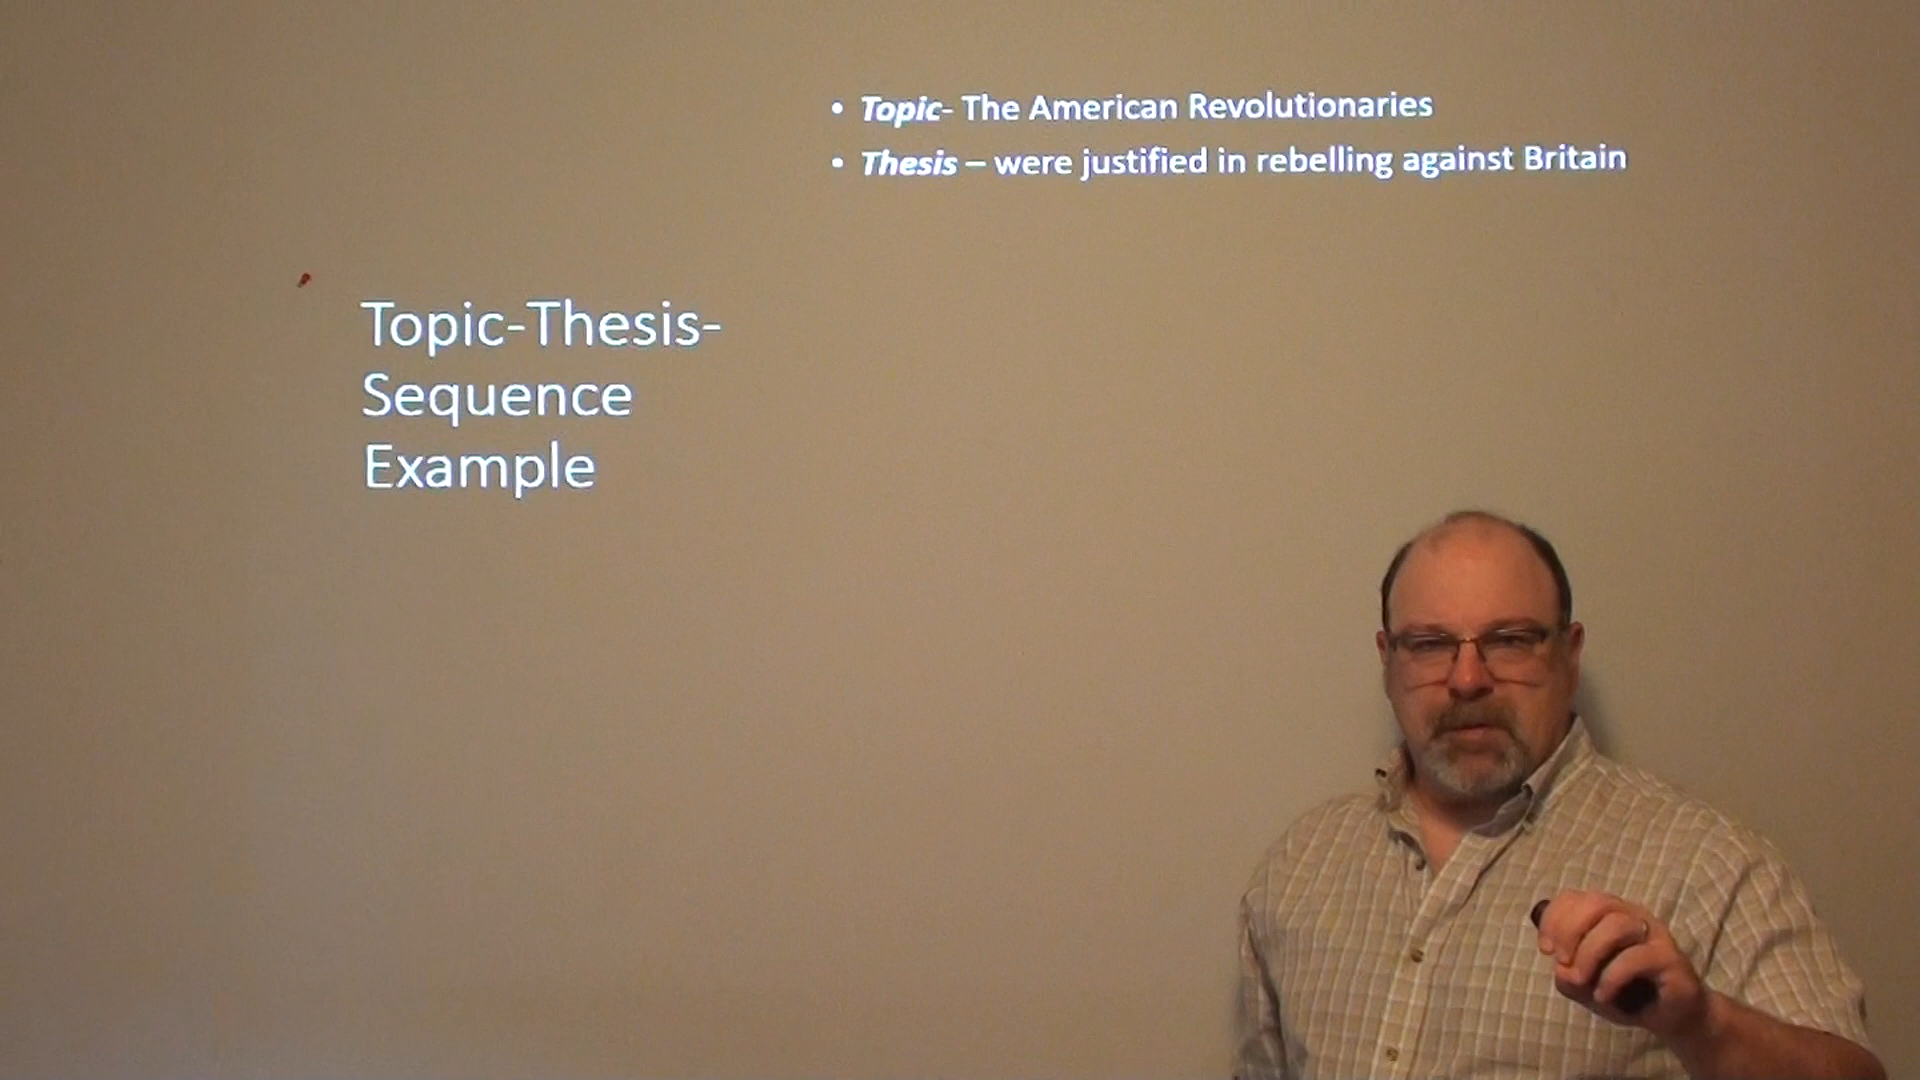 Topic-Thesis-
Sequence
Example
• Topic- The American Revolutionaries
• Thesis – were justified in rebelling against Britain